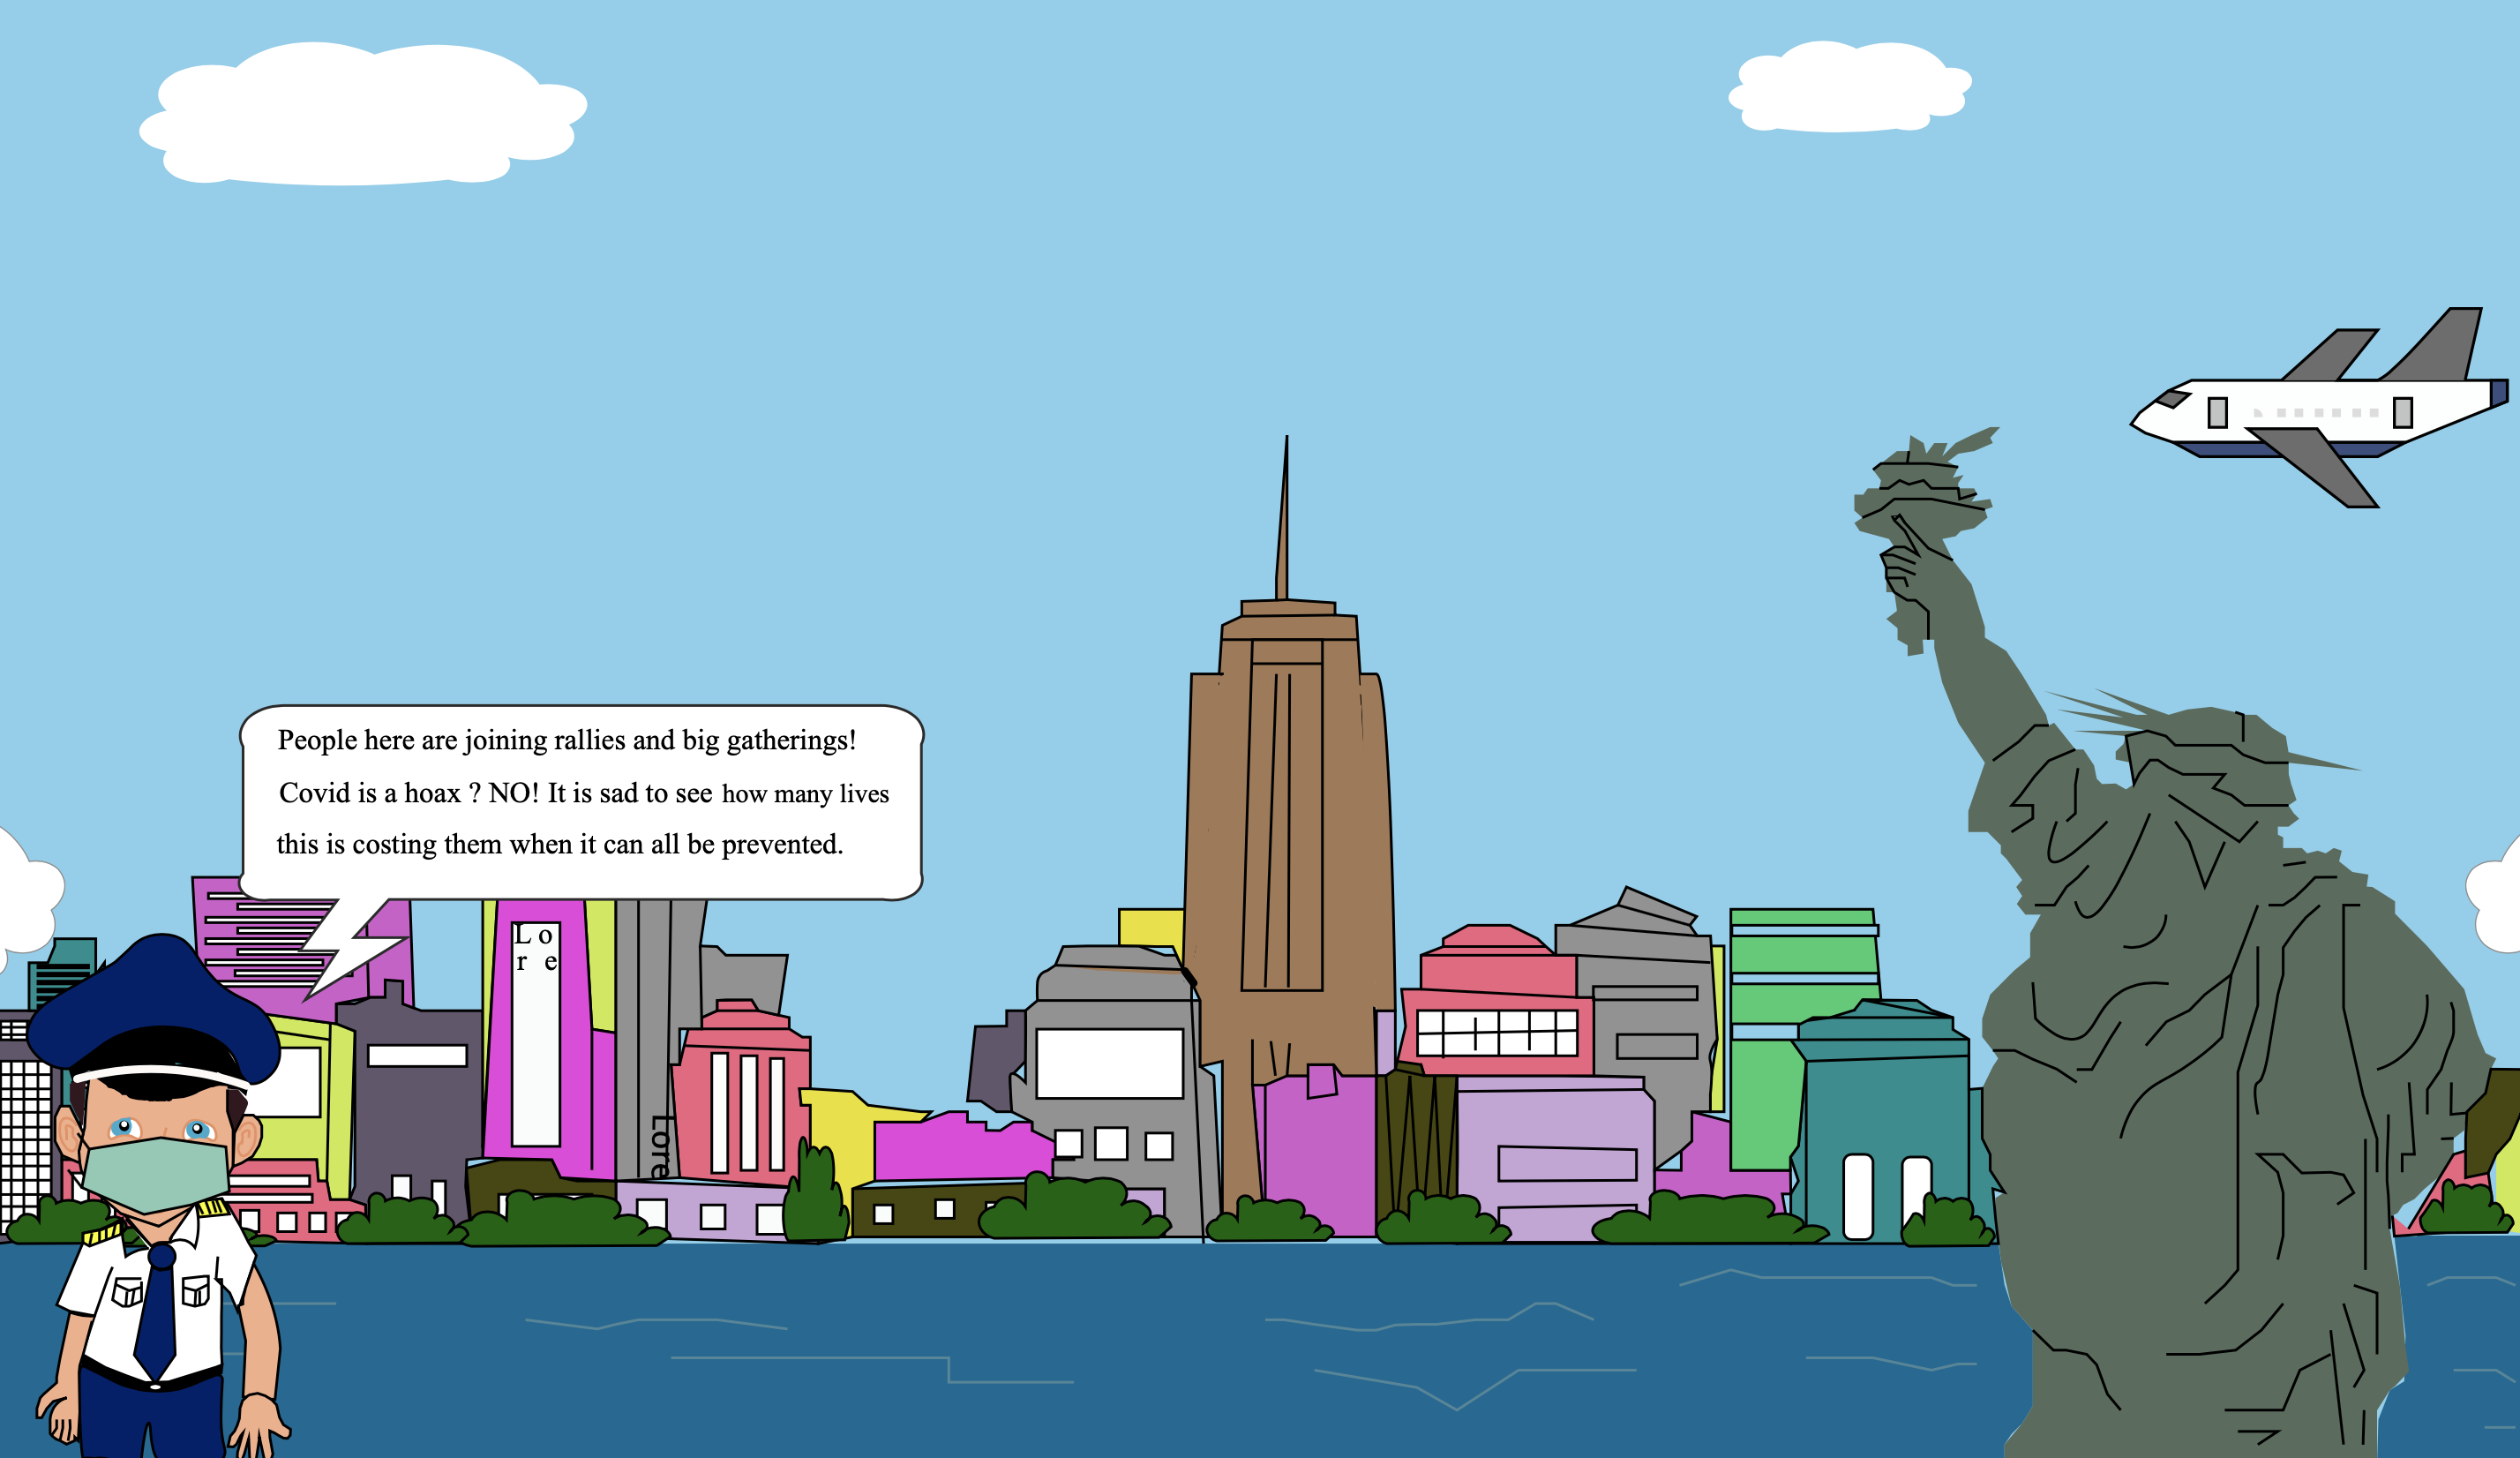 People here are joining rallies and big gatherings!
Covid is a hoax ? NO! It is sad to see how many lives
this is costing them when it can all be prevented.
Lo
r e
Lore